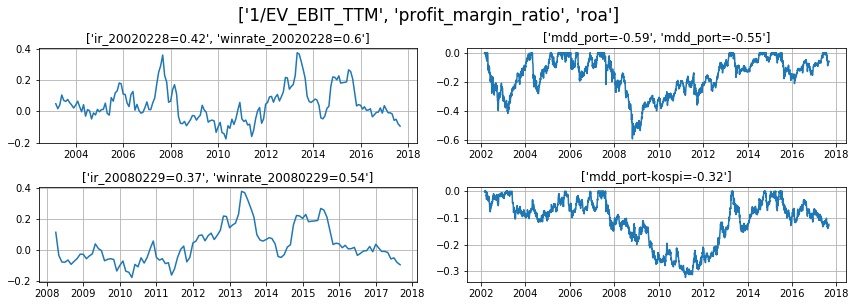 ['1/EV_EBIT_TTM', 'profit_margin_ratio', 'roa']
['ir_20020228=0.42', 'winrate_20020228=0.6']
0.4
0.2
0.0
−0.2
2004 2006 2008 2010 2012 2014 2016 2018
['mdd_port=-0.59', 'mdd_port=-0.55']
0.0
−0.2
−0.4
−0.6
2002 2004 2006 2008 2010 2012 2014 2016 2018
['ir_20080229=0.37', 'winrate_20080229=0.54']
0.4
0.2
0.0
−0.2
2008 2009 2010 2011 2012 2013 2014 2015 2016 2017 2018
['mdd_port-kospi=-0.32']
0.0
−0.1
−0.2
−0.3
2002 2004 2006 2008 2010 2012 2014 2016 2018